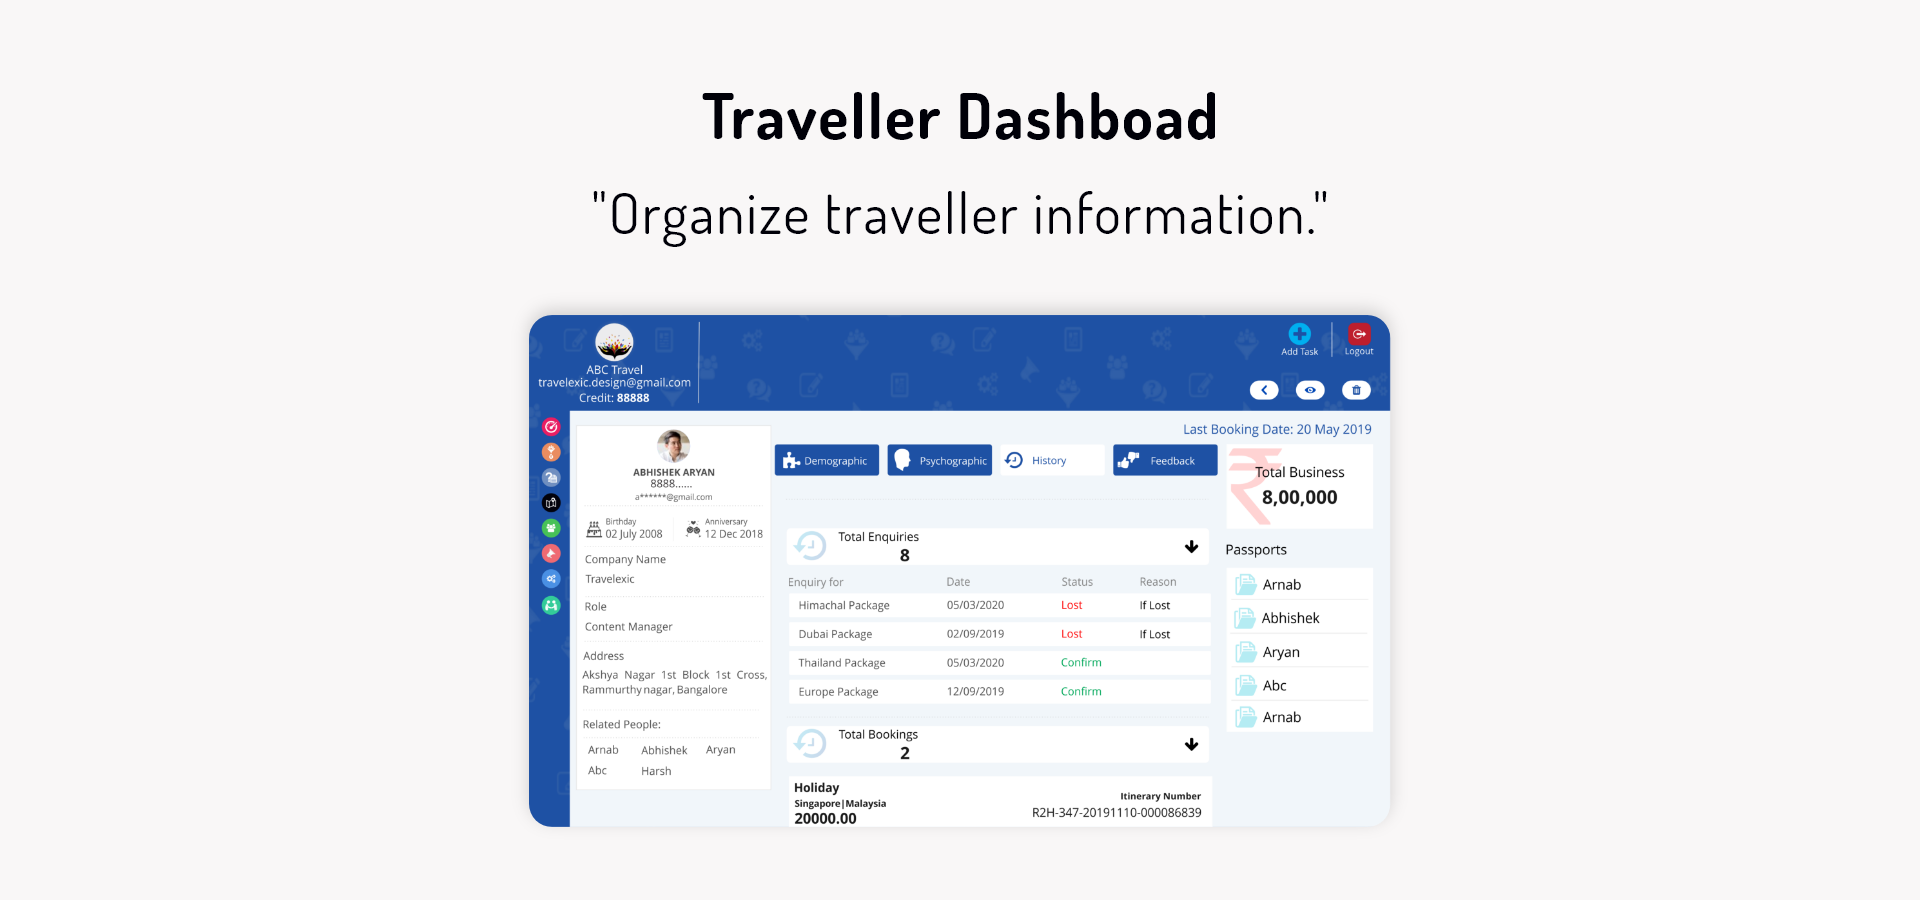 Traveller Dashboad
"Organize traveller information."
ABC Travel
travelexic.design@gmail.com
Credit: 88888
Add Task
Logout
Last Booking Date: 20 May 2019
ABHISHEK ARYAN
8888......
a******@gmail.com
Birthday
02 July 2008
Anniversary
12 Dec 2018
Company Name
Travelexic
Role
Content Manager
Address
Akshya Nagar 1st Block 1st Cross,
Rammurthy nagar, Bangalore
Related People:
Arnab Abhishek Aryan
Abc Harsh
Demographic Psychographic History Feedback
Total Enquiries
8
Enquiry for Date Status Reason
Himachal Package 05/03/2020 Lost If Lost
Dubai Package 02/09/2019 Lost If Lost
Thailand Package 05/03/2020 Confirm
Europe Package 12/09/2019 Confirm
Total Bookings
2
Holiday
Singapore|Malaysia
20000.00
Itinerary Number
R2H-347-20191110-000086839
Total Business
8,00,000
Passports
Arnab
Abhishek
Aryan
Abc
Arnab